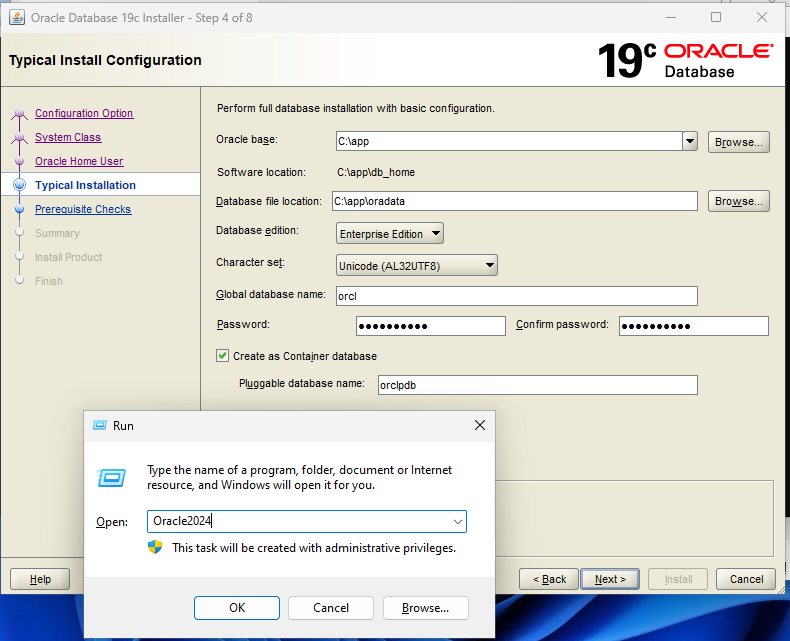 Oracle Database 19c Installer - Step 4 of 8
Typical Install Configuration
19c ORACLE
Database
Configuration Option
System Class
Oracle Home User
Typical Installation
Prerequisite Checks
Summary
Install Product
Finish
Perform full database installation with basic configuration.
Oracle base: C:\app Browse...
Software location: C:\app\db_home
Database file location: C:\app\oradata Browse...
Database edition: Enterprise Edition
Character set: Unicode (AL32UTF8)
Global database name: orcl
Password: ●●●●●●●●●● Confirm password: ●●●●●●●●●●
Create as Container database
Pluggable database name: orclpdb
Run
Type the name of a program, folder, document or Internet
resource, and Windows will open it for you.
Open: Oracle2024
This task will be created with administrative privileges.
OK Cancel Browse...
Help < Back Next > Install Cancel